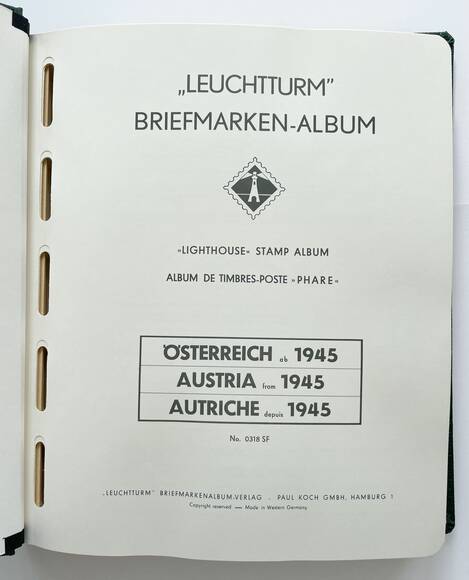 „LEUCHTTURM”
BRIEFMARKEN-ALBUM
»LIGHTHOUSE« STAMP ALBUM
ALBUM DE TIMBRES-POSTE »PHARE«
ÖSTERREICH ab 1945
AUSTRIA from 1945
AUTRICHE depuis 1945
No. 0318 SF
„LEUCHTTURM” BRIEFMARKENALBUM-VERLAG · PAUL KOCH GMBH, HAMBURG 1
Copyright reserved — Made in Western Germany